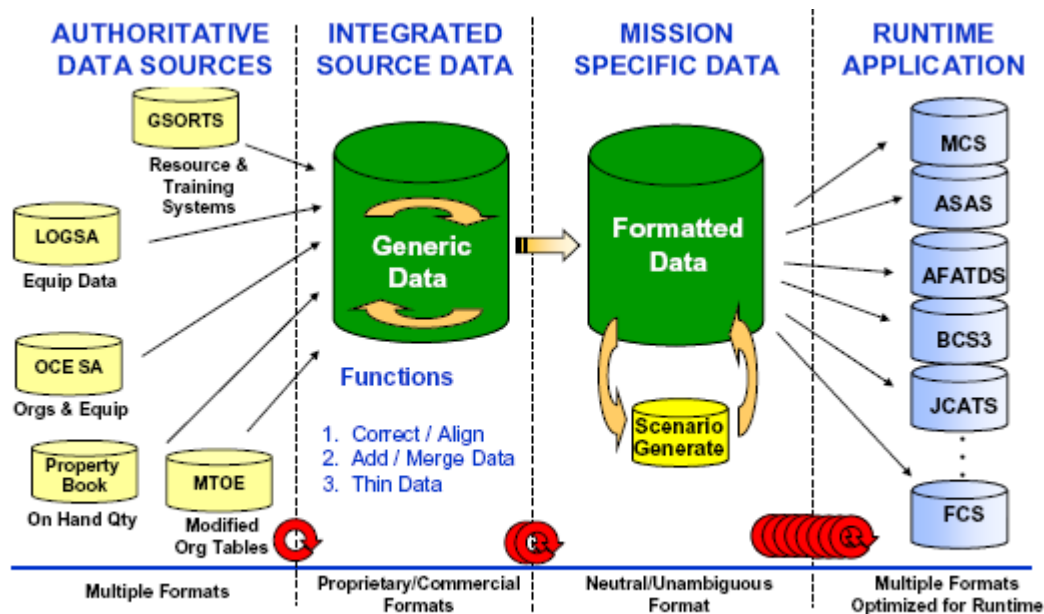 AUTHORITATIVE
DATA SOURCES
INTEGRATED
SOURCE DATA
MISSION
SPECIFIC DATA
RUNTIME
APPLICATION
GSORTS
Resource &
Training
Systems
LOGSA
Equip Data
OCE SA
Orgs & Equip
Property
Book
On Hand Qty
MTOE
Modified
Org Tables
Generic
Data
Functions
1. Correct / Align
2. Add / Merge Data
3. Thin Data
Formatted
Data
Scenario
Generate
MCS
ASAS
AFATDS
BCS3
JCATS
FCS
Multiple Formats
Proprietary/Commercial
Formats
Neutral/Unambiguous
Format
Multiple Formats
Optimized for Runtime